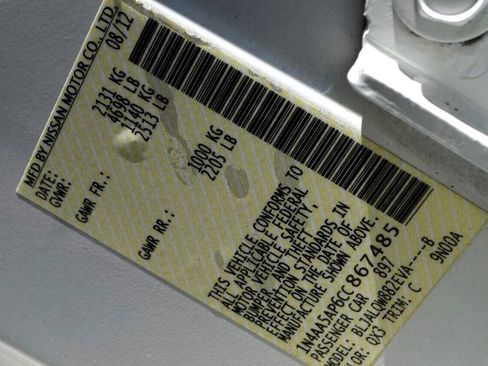 MFD BY NISSAN MOTOR CO., LTD.
DATE: 08/12
GVWR: 2131 KG
4698 LB
GAWR FR.: 1140 KG
2513 LB
GAWR RR.: 1000 KG
2205 LB
THIS VEHICLE CONFORMS TO
ALL APPLICABLE FEDERAL
MOTOR VEHICLE SAFETY,
BUMPER AND THEFT
PREVENTION STANDARDS IN
EFFECT ON THE DATE OF
MANUFACTURE SHOWN ABOVE.
1N4AA5AP6CC867485
PASSENGER CAR 897
MODEL: BLJALQW882EVA----B
COLOR: QX3 TRIM: C 9N00A